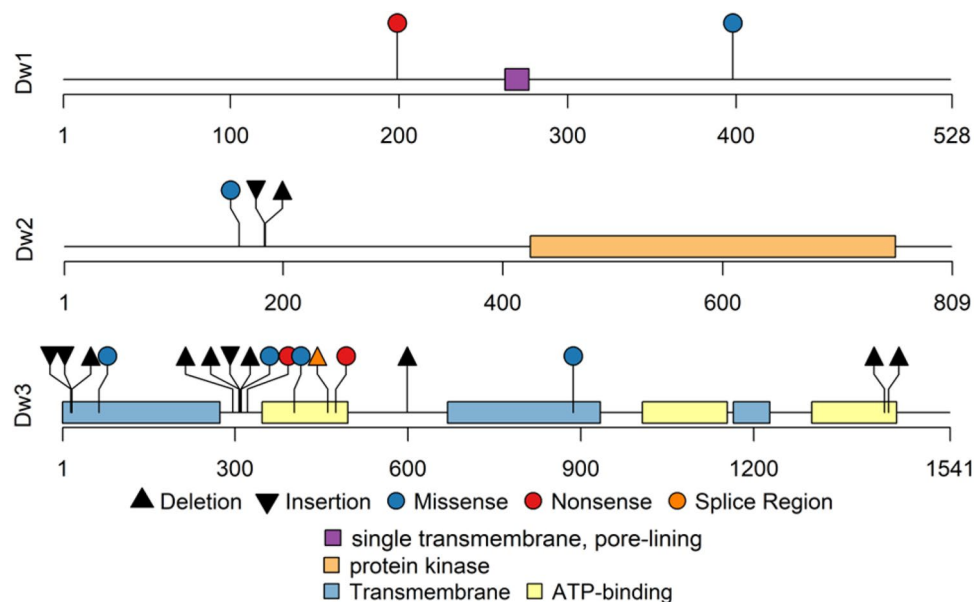 Dw1
1 100 200 300 400 528
Dw2
1 200 400 600 809
Dw3
1 300 600 900 1200 1541
Deletion Insertion Missense Nonsense Splice Region
single transmembrane, pore-lining
protein kinase
Transmembrane ATP-binding